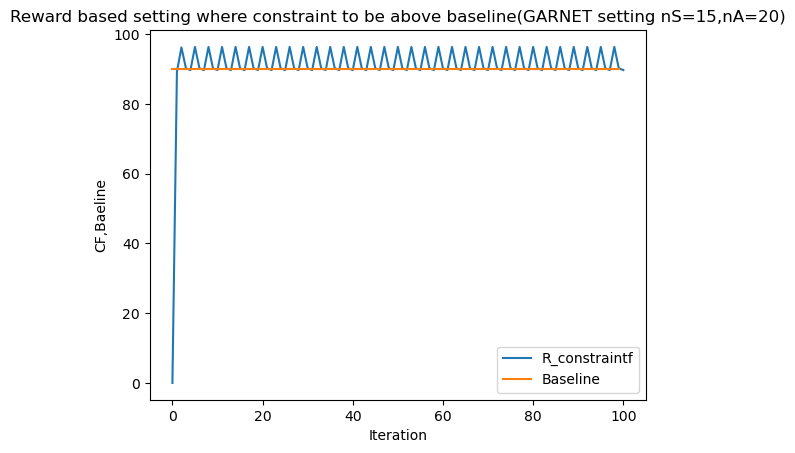 Reward based setting where constraint to be above baseline(GARNET setting nS=15,nA=20)
100
80
60
40
20
0
CF,Baeline
R_constraintf
Baseline
0 20 40 60 80 100
Iteration